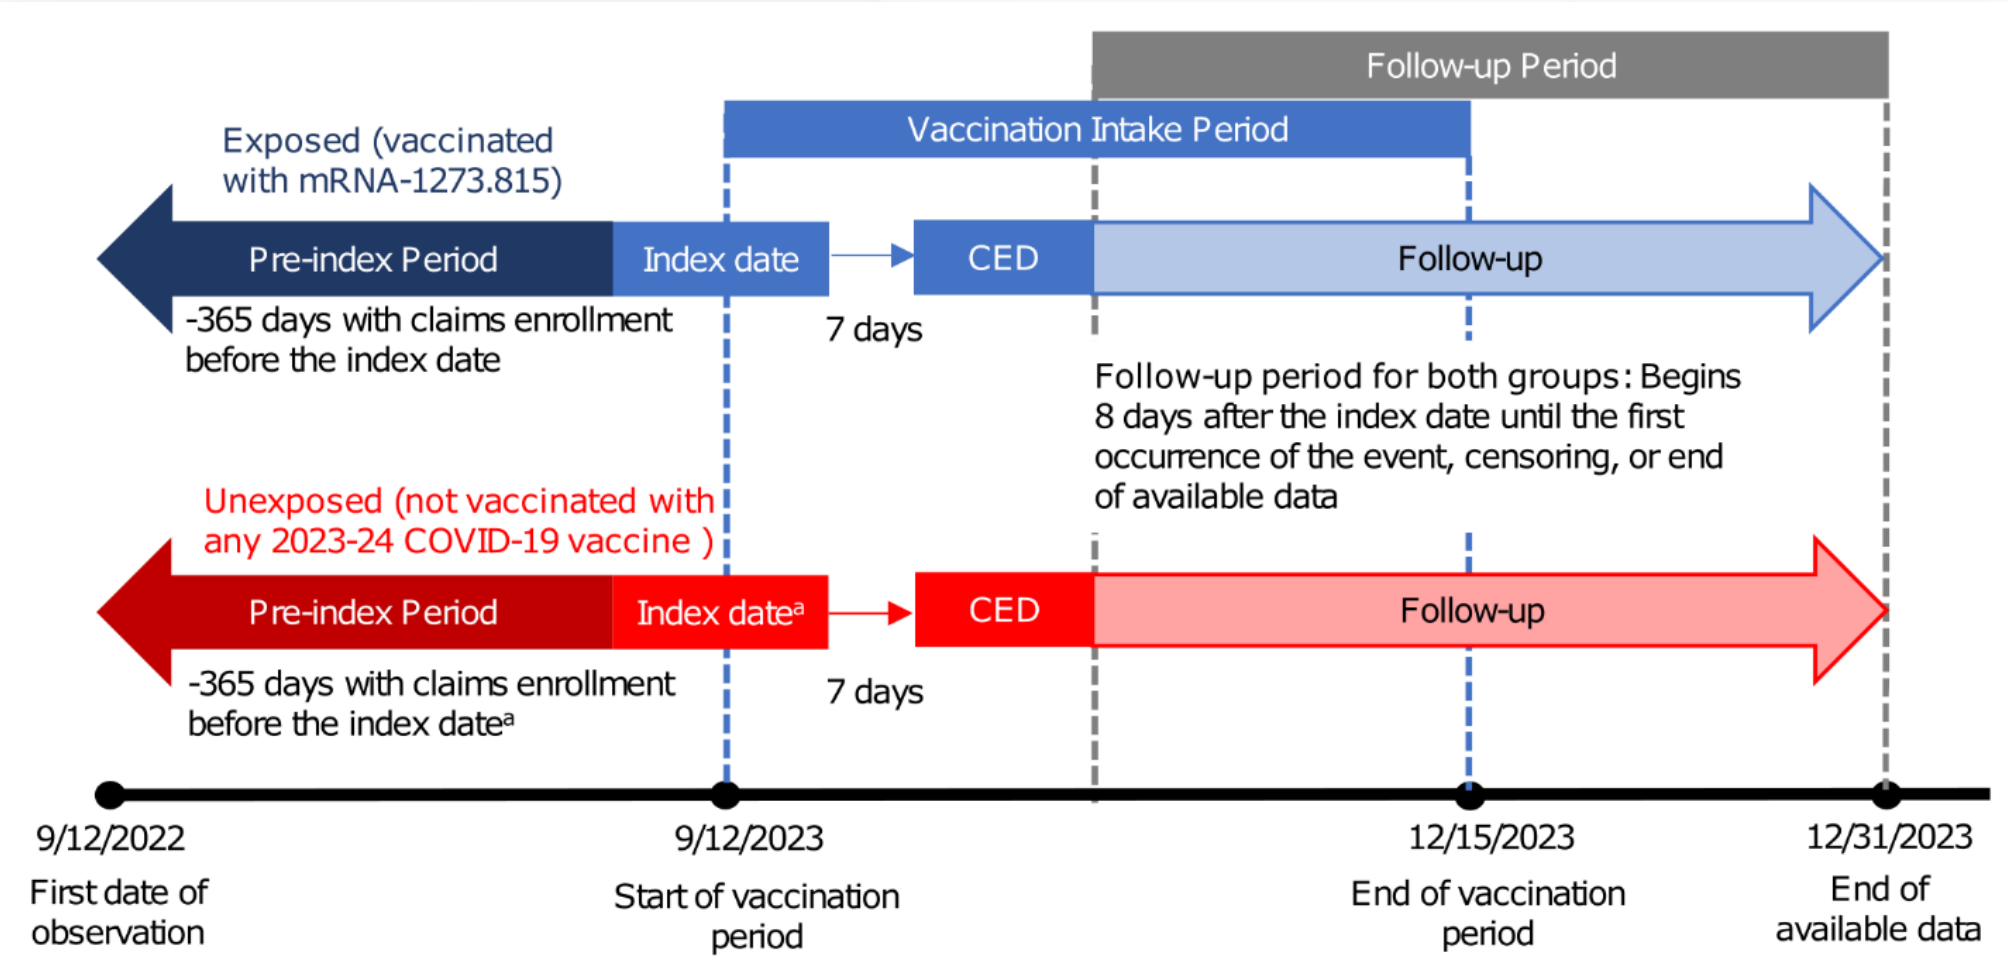 Follow-up Period
Vaccination Intake Period
Exposed (vaccinated
with mRNA-1273.815)
Pre-index Period
Index date
CED
Follow-up
-365 days with claims enrollment
before the index date
7 days
Follow-up period for both groups: Begins
8 days after the index date until the first
occurrence of the event, censoring, or end
of available data
Unexposed (not vaccinated with
any 2023-24 COVID-19 vaccine )
Pre-index Period
Index dateᵃ
CED
Follow-up
-365 days with claims enrollment
before the index dateᵃ
7 days
9/12/2022
First date of
observation
9/12/2023
Start of vaccination
period
12/15/2023
End of vaccination
period
12/31/2023
End of
available data